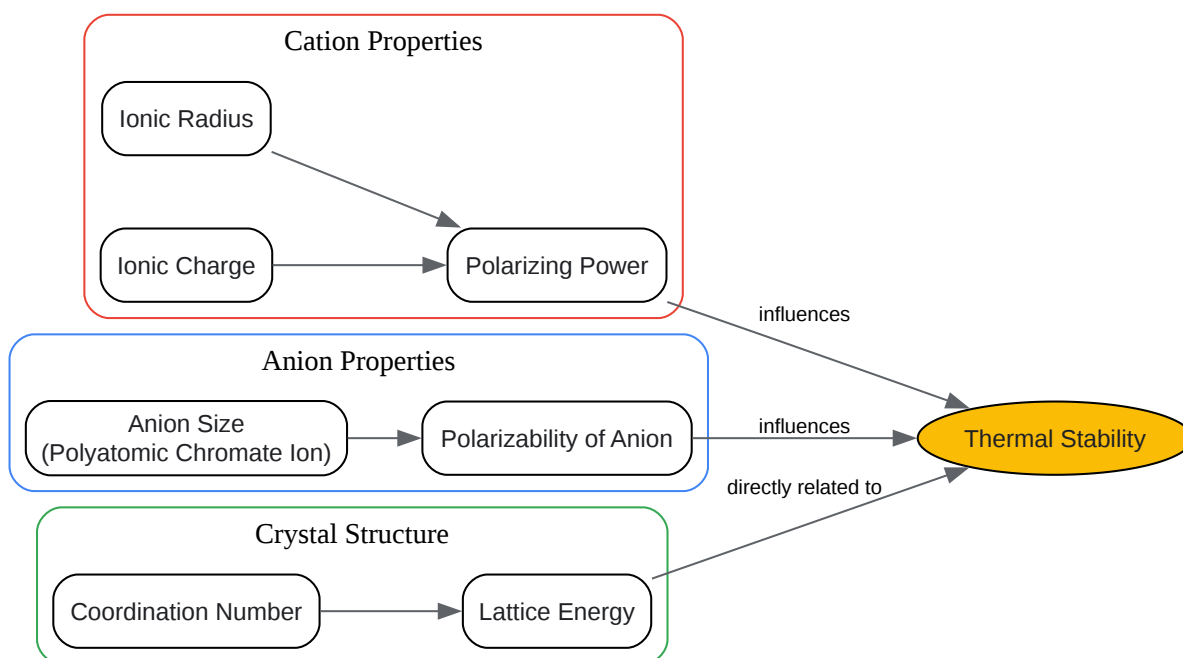 Cation Properties
Ionic Radius
Ionic Charge
Polarizing Power
influences
Anion Properties
Anion Size
(Polyatomic Chromate Ion)
Polarizability of Anion
influences
Thermal Stability
directly related to
Crystal Structure
Coordination Number
Lattice Energy